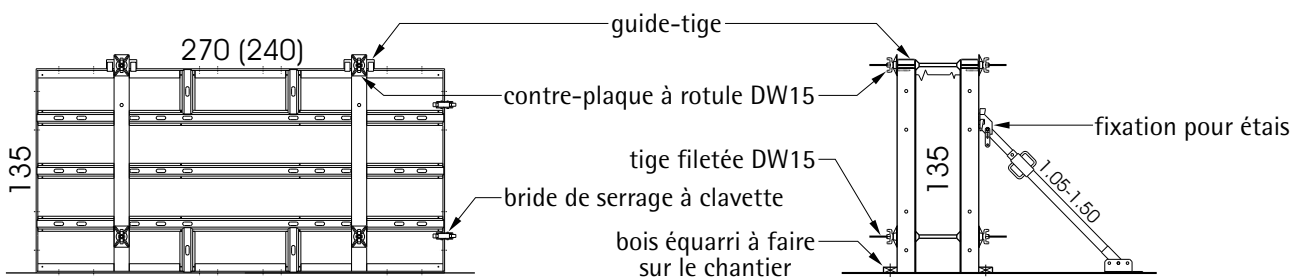 guide-tige
270 (240)
contre-plaque à rotule DW15
fixation pour étais
135
tige filetée DW15
135
1.05-1.50
bride de serrage à clavette
bois équarri à faire
sur le chantier